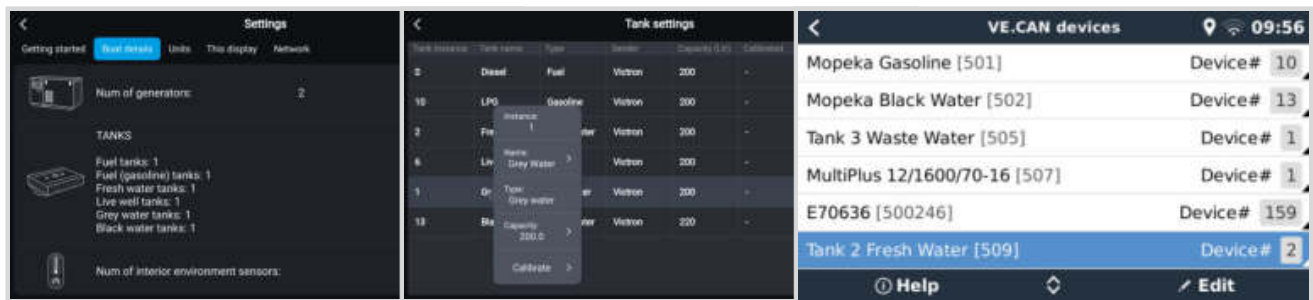 Settings
Getting started Boat details Units This display Network
Num of generators: 2
TANKS
Fuel tanks: 1
Fuel (gasoline) tanks: 1
Fresh water tanks: 1
Live well tanks: 1
Grey water tanks: 1
Black water tanks: 1
Num of interior environment sensors:
Tank settings
Tank instance Tank name Type Sender Capacity (Ltr) Calibrated
0 Diesel Fuel Victron 200 -
10 LPG Gasoline Victron 200 -
2 Victron 200 -
6 Victron 200 -
1 Victron 200 -
13 Victron 220 -
Instance:
1
Name:
Grey Water >
Type:
Grey water
Capacity:
200.0 >
Calibrate >
VE.CAN devices 09:56
Mopeka Gasoline [501] Device# 10
Mopeka Black Water [502] Device# 13
Tank 3 Waste Water [505] Device# 1
MultiPlus 12/1600/70-16 [507] Device# 1
E70636 [500246] Device# 159
Tank 2 Fresh Water [509] Device# 2
Help Edit